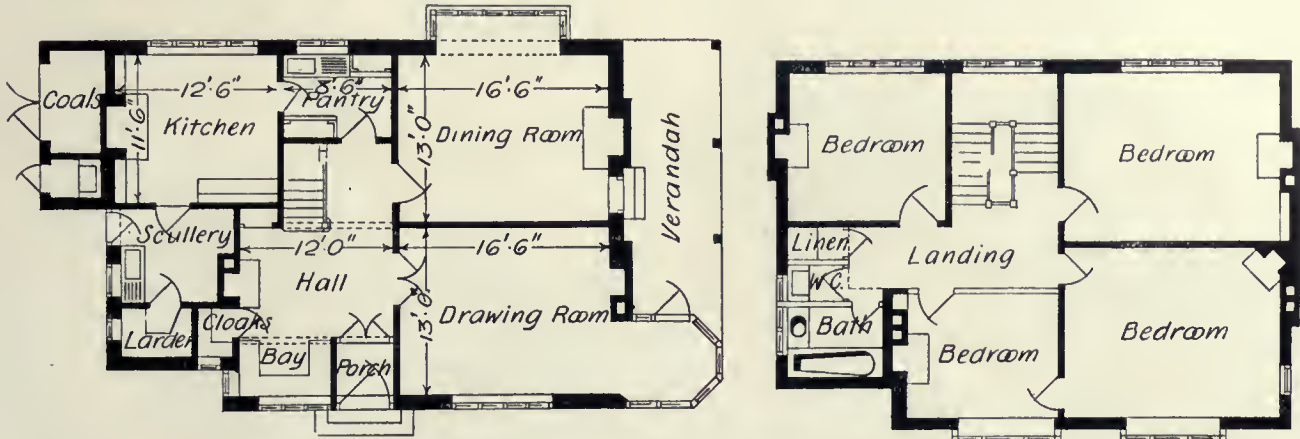 Coals
12'6"
11'6"
Kitchen
8'6"
Pantry
16'6"
13'0"
Dining Room
Verandah
Scullery
12'0"
Hall
16'6"
13'0"
Drawing Room
Larder
Cloaks
Bay
Porch
Bedroom
Bedroom
Linen
Landing
W.C.
Bath
Bedroom
Bedroom